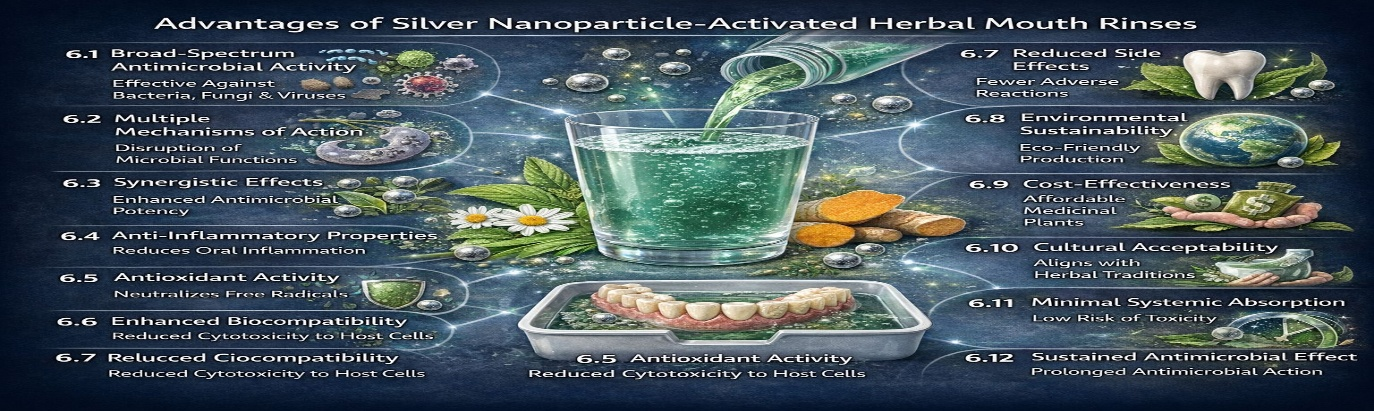 Advantages of Silver Nanoparticle-Activated Herbal Mouth Rinses
6.1 Broad-Spectrum
Antimicrobial Activity
Effective Against
Bacteria, Fungi & Viruses
6.2 Multiple
Mechanisms of Action
Disruption of
Microbial Functions
6.3 Synergistic Effects
Enhanced Antimicrobial
Potency
6.4 Anti-Inflammatory Properties
Reduces Oral Inflammation
6.5 Antioxidant Activity
Neutralizes Free Radicals
6.6 Enhanced Biocompatibility
Reduced Cytotoxicity to Host Cells
6.7 Relucced Ciocompatibility
Reduced Cytotoxicity to Host Cells
6.5 Antioxidant Activity
Reduced Cytotoxicity to Host Cells
6.7 Reduced Side
Effects
Fewer Adverse
Reactions
6.8 Environmental
Sustainability
Eco-Friendly
Production
6.9 Cost-Effectiveness
Affordable
Medicinal
Plants
6.10 Cultural Acceptability
Aligns with
Herbal Traditions
6.11 Minimal Systemic Absorption
Low Risk of Toxicity
6.12 Sustained Antimicrobial Effect
Prolonged Antimicrobial Action